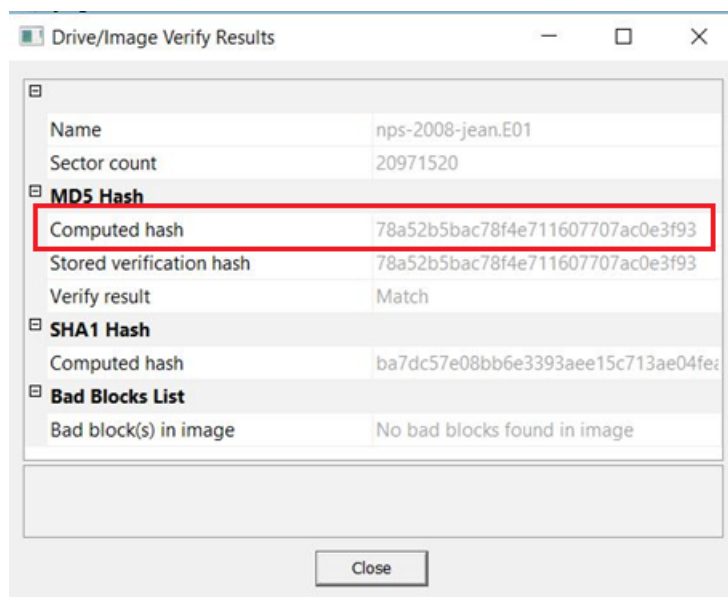 Drive/Image Verify Results
Name nps-2008-jean.E01
Sector count 20971520
MD5 Hash
Computed hash 78a52b5bac78f4e711607707ac0e3f93
Stored verification hash 78a52b5bac78f4e711607707ac0e3f93
Verify result Match
SHA1 Hash
Computed hash ba7dc57e08bb6e3393aee15c713ae04fea
Bad Blocks List
Bad block(s) in image No bad blocks found in image
Close